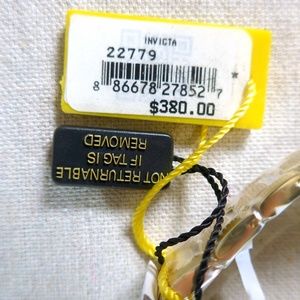 INVICTA
22779
8 86678 27852 7
*
$380.00
NOT RETURNABLE
IF TAG IS
REMOVED